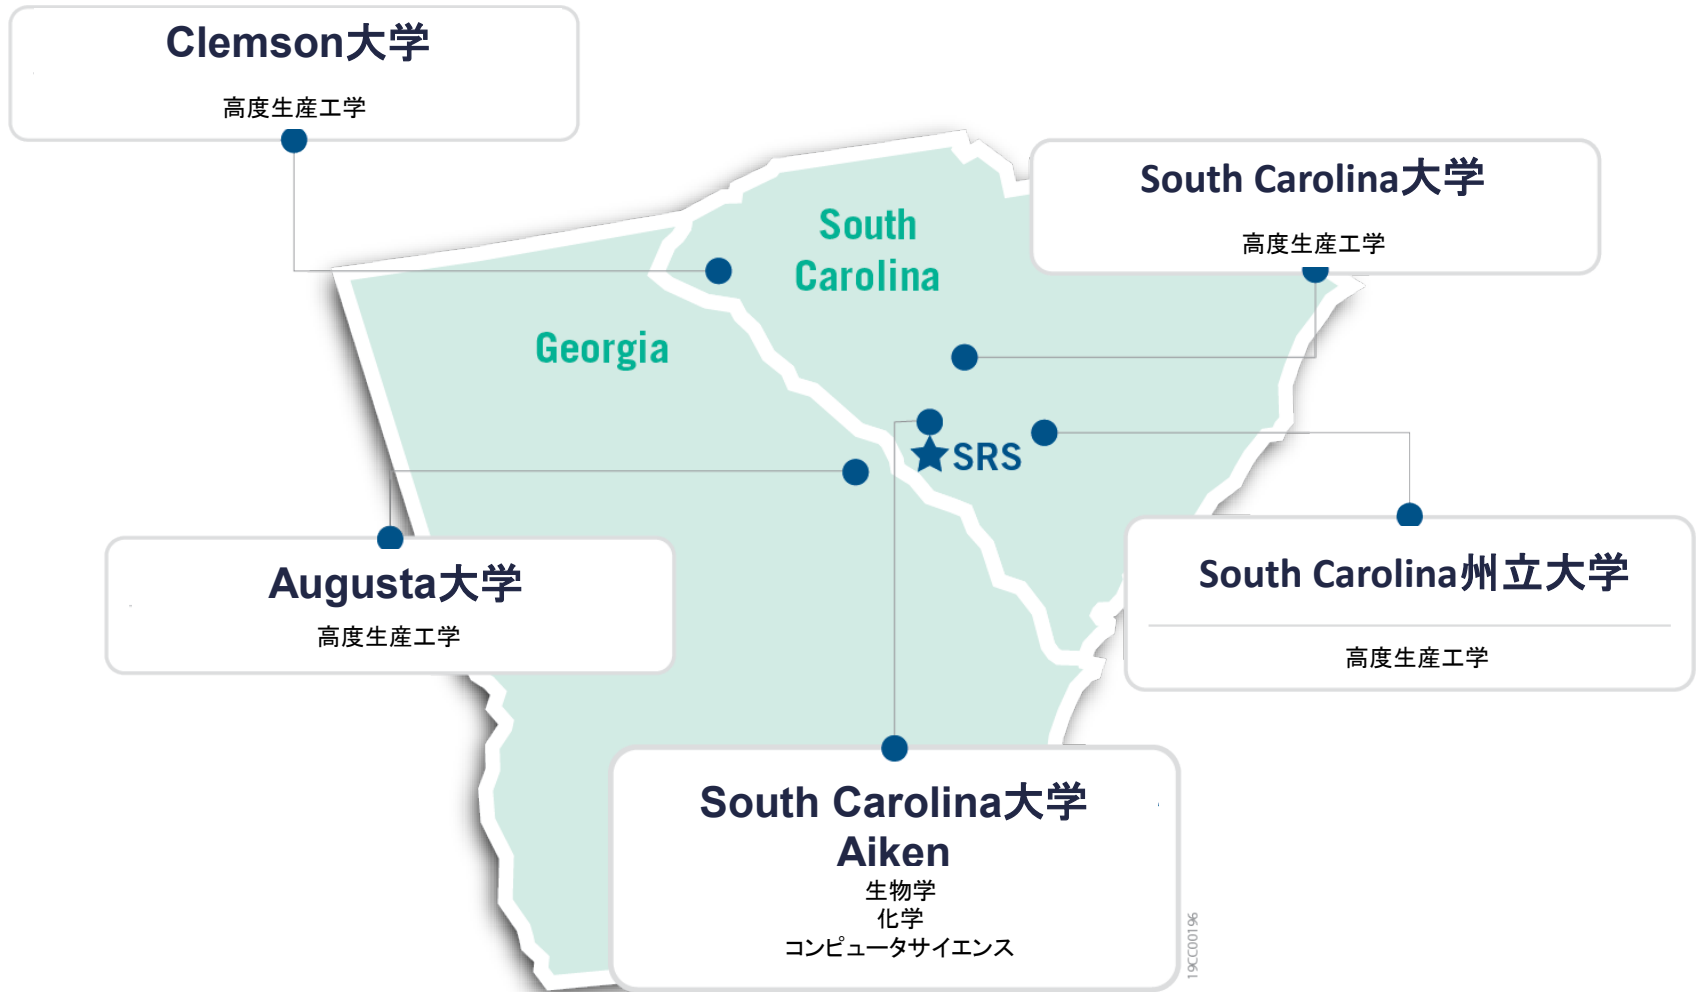 Clemson大学
高度生産工学
South Carolina大学
高度生産工学
South
Carolina
Georgia
SRS
Augusta大学
高度生産工学
South Carolina州立大学
高度生産工学
South Carolina大学
Aiken
生物学
化学
コンピュータサイエンス
19CC00196